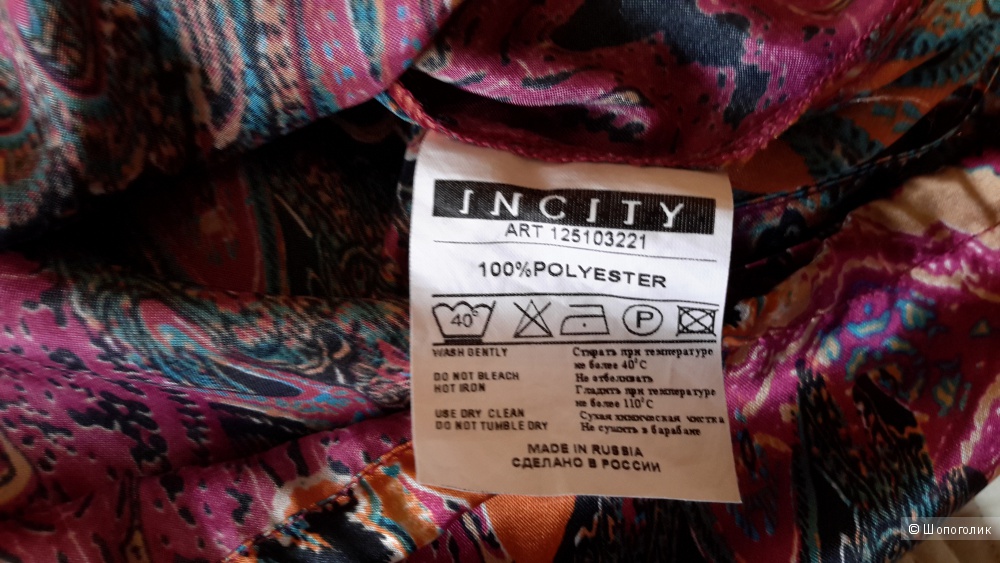 INCITY
ART 125103221
100%POLYESTER
40° P
WASH GENTLY
DO NOT BLEACH
HOT IRON
USE DRY CLEAN
DO NOT TUMBLE DRY
Стирать при температуре
не более 40°C
Не отбеливать
Гладить при температуре
не более 110°C
Сухая химическая чистка
Не сушить в барабане
MADE IN RUSSIA
СДЕЛАНО В РОССИИ
© Шопоголик